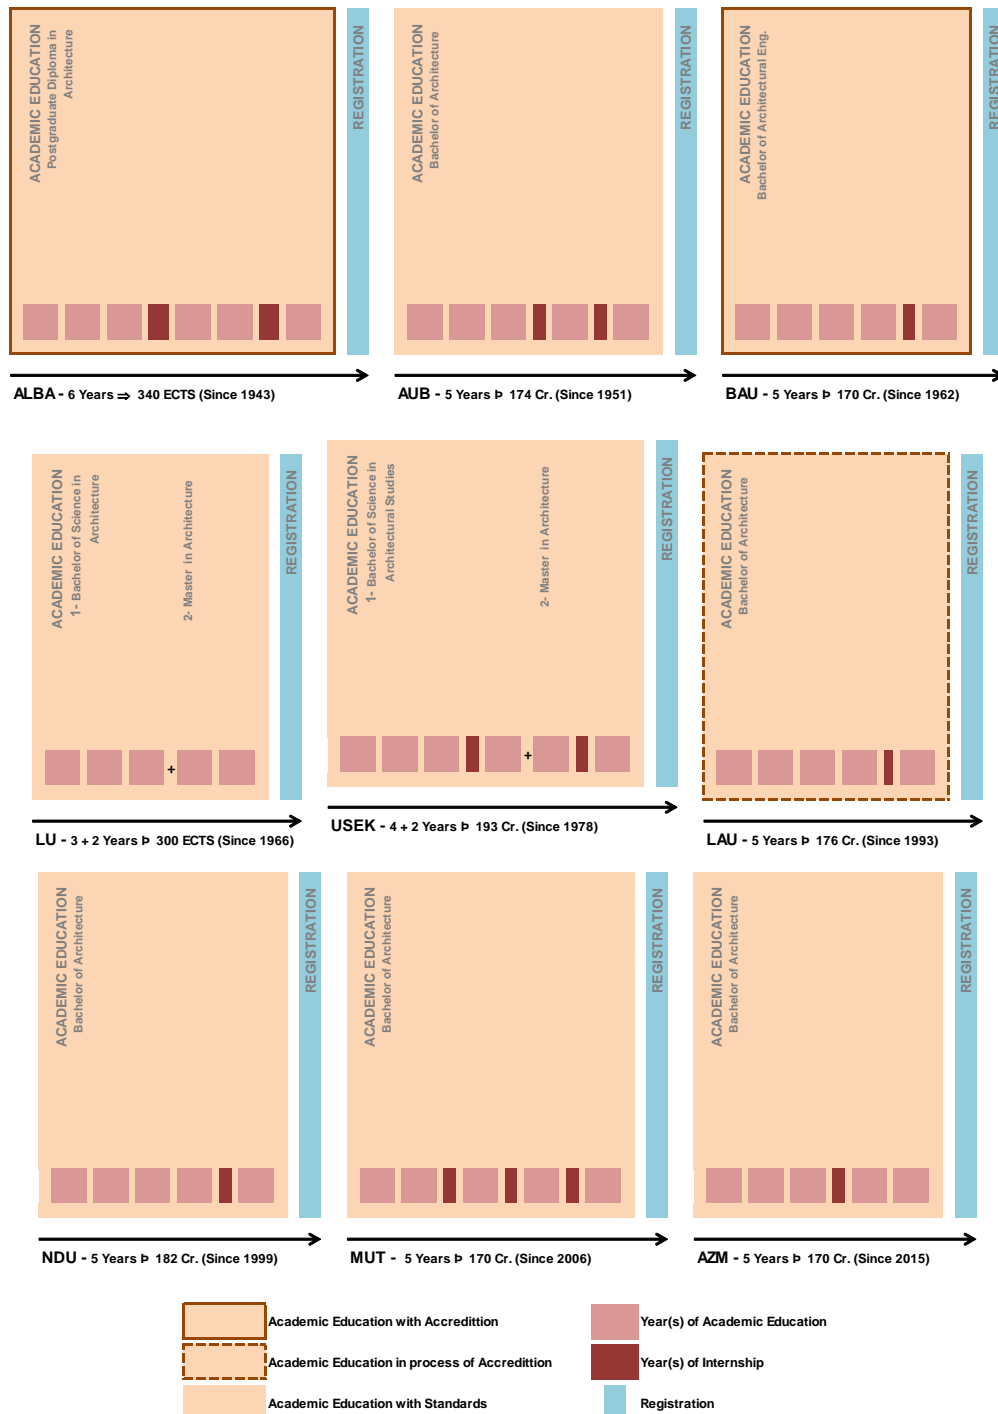 ACADEMIC EDUCATION
Postgraduate Diploma in
Architecture
REGISTRATION
ALBA - 6 Years ⇒ 340 ECTS (Since 1943)
ACADEMIC EDUCATION
Bachelor of Architecture
REGISTRATION
AUB - 5 Years Þ 174 Cr. (Since 1951)
ACADEMIC EDUCATION
Bachelor of Architectural Eng.
REGISTRATION
BAU - 5 Years Þ 170 Cr. (Since 1962)
ACADEMIC EDUCATION
1- Bachelor of Science in
Architecture
2- Master in Architecture
REGISTRATION
+
LU - 3 + 2 Years Þ 300 ECTS (Since 1966)
ACADEMIC EDUCATION
1- Bachelor of Science in
Architectural Studies
2- Master in Architecture
REGISTRATION
+
USEK - 4 + 2 Years Þ 193 Cr. (Since 1978)
ACADEMIC EDUCATION
Bachelor of Architecture
REGISTRATION
LAU - 5 Years Þ 176 Cr. (Since 1993)
ACADEMIC EDUCATION
Bachelor of Architecture
REGISTRATION
NDU - 5 Years Þ 182 Cr. (Since 1999)
ACADEMIC EDUCATION
Bachelor of Architecture
REGISTRATION
MUT - 5 Years Þ 170 Cr. (Since 2006)
ACADEMIC EDUCATION
Bachelor of Architecture
REGISTRATION
AZM - 5 Years Þ 170 Cr. (Since 2015)
Academic Education with Accredittion
Academic Education in process of Accredittion
Academic Education with Standards
Year(s) of Academic Education
Year(s) of Internship
Registration